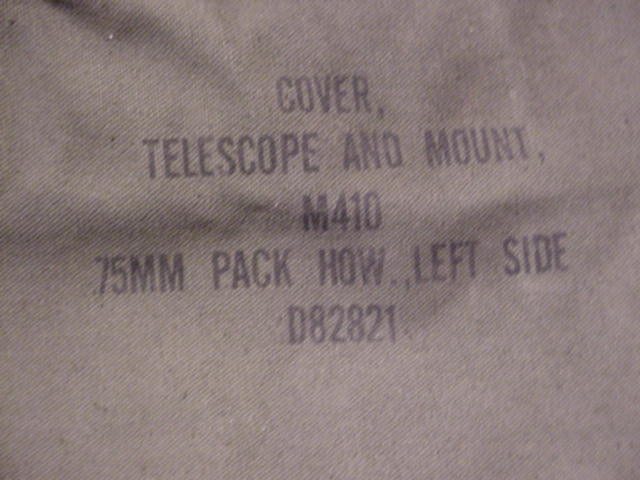 COVER,
TELESCOPE AND MOUNT,
M410
75MM PACK HOW.,LEFT SIDE
D82821